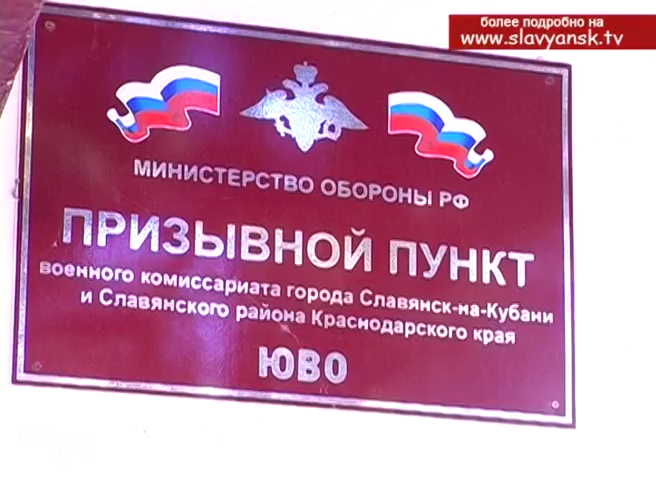 более подробно на
www.slavyansk.tv
МИНИСТЕРСТВО ОБОРОНЫ РФ
ПРИЗЫВНОЙ ПУНКТ
военного комиссариата города Славянск-на-Кубани
и Славянского района Краснодарского края
ЮВО